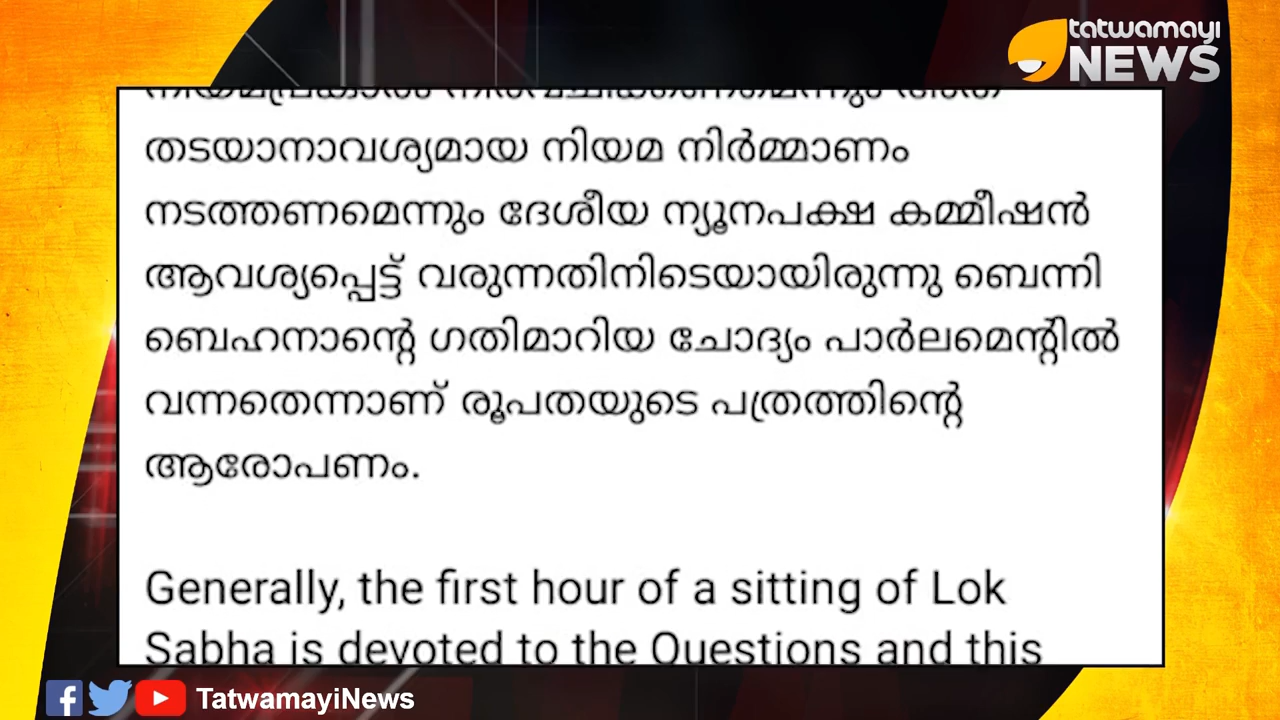 tatwamayi
NEWS
തടയാനാവശ്യമായ നിയമ നിർമ്മാണം
നടത്തണമെന്നും ദേശീയ ന്യൂനപക്ഷ കമ്മീഷൻ
ആവശ്യപ്പെട്ട് വരുന്നതിനിടെയായിരുന്നു ബെന്നി
ബെഹനാന്റെ ഗതിമാറിയ ചോദ്യം പാർലമെന്റിൽ
വന്നതെന്നാണ് രൂപതയുടെ പത്രത്തിന്റെ
ആരോപണം.
Generally, the first hour of a sitting of Lok
Sabha is devoted to the Questions and this
TatwamayiNews